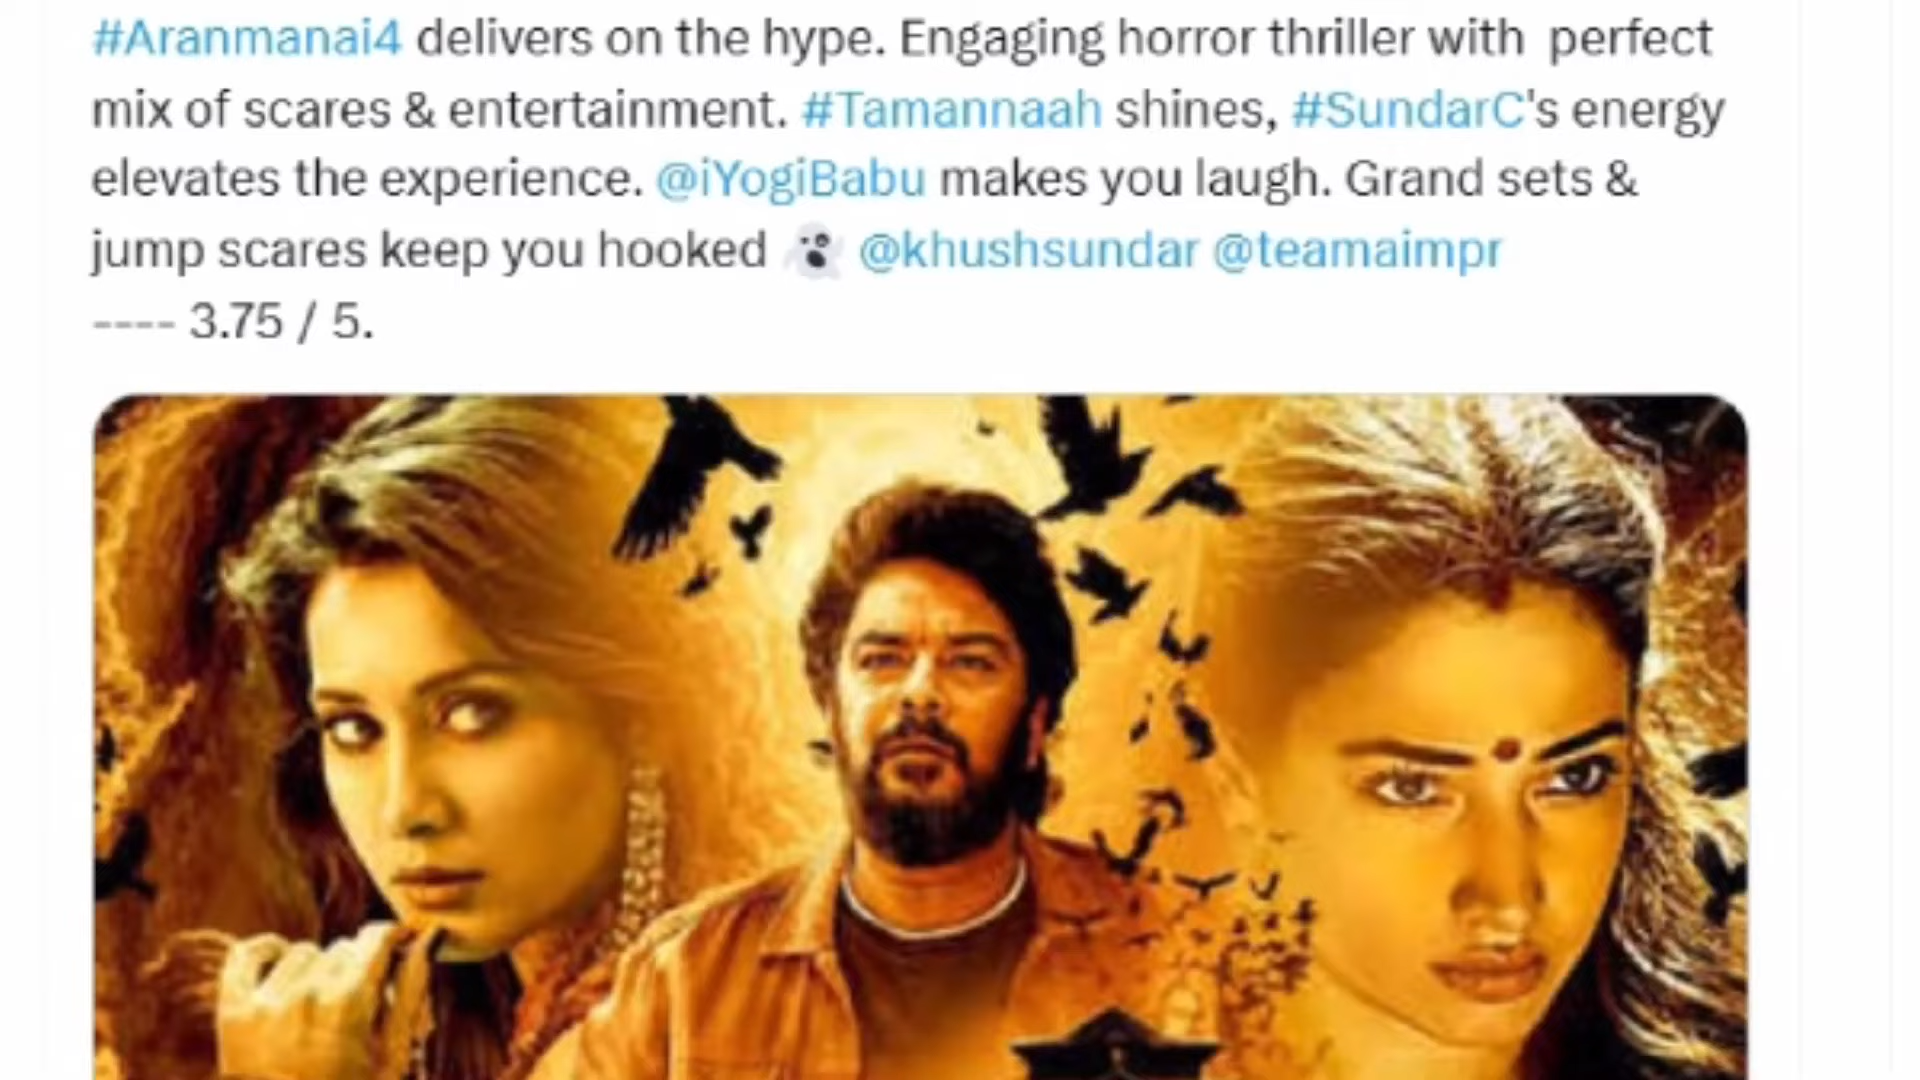 #Aranmanai4 delivers on the hype. Engaging horror thriller with perfect
mix of scares & entertainment. #Tamannaah shines, #SundarC's energy
elevates the experience. @iYogiBabu makes you laugh. Grand sets &
jump scares keep you hooked 👻 @khushsundar @teamaimpr
---- 3.75 / 5.